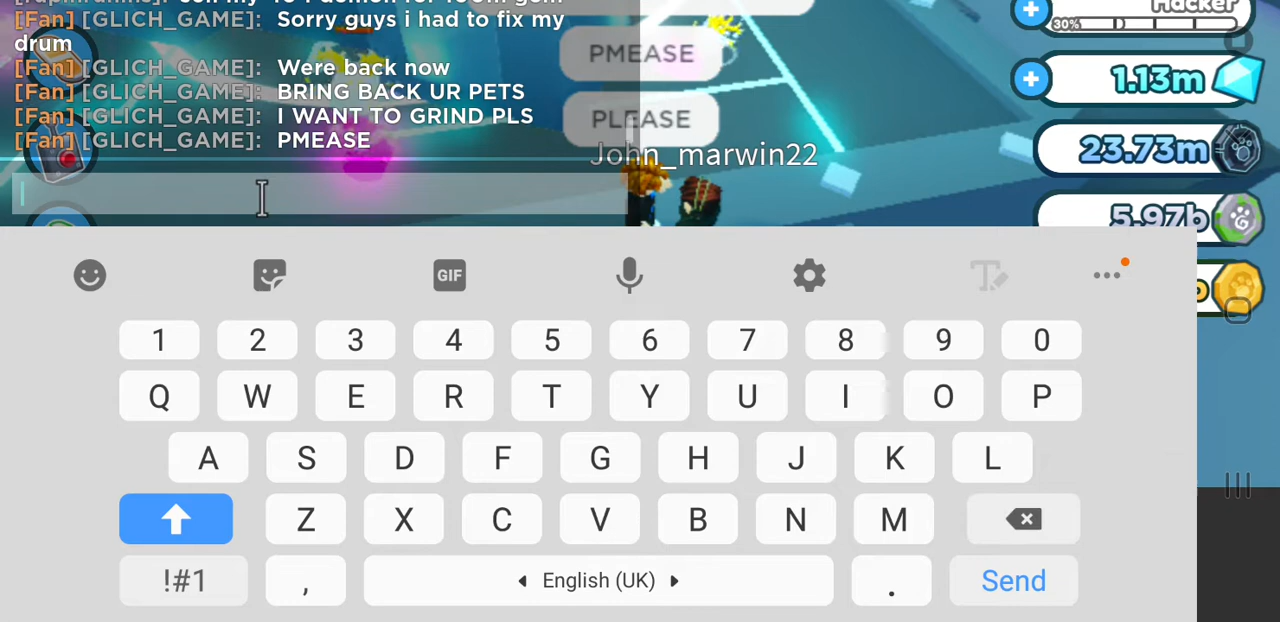 [Fan] [GLICH_GAME]: Sorry guys i had to fix my
drum
[Fan] [GLICH_GAME]: Were back now
[Fan] [GLICH_GAME]: BRING BACK UR PETS
[Fan] [GLICH_GAME]: I WANT TO GRIND PLS
[Fan] [GLICH_GAME]: PMEASE
PMEASE
PLEASE
John_marwin22
Hacker
30%
1.13m
23.73m
5.97b
GIF
1 2 3 4 5 6 7 8 9 0
Q W E R T Y U I O P
A S D F G H J K L
Z X C V B N M
!#1 , English (UK) . Send